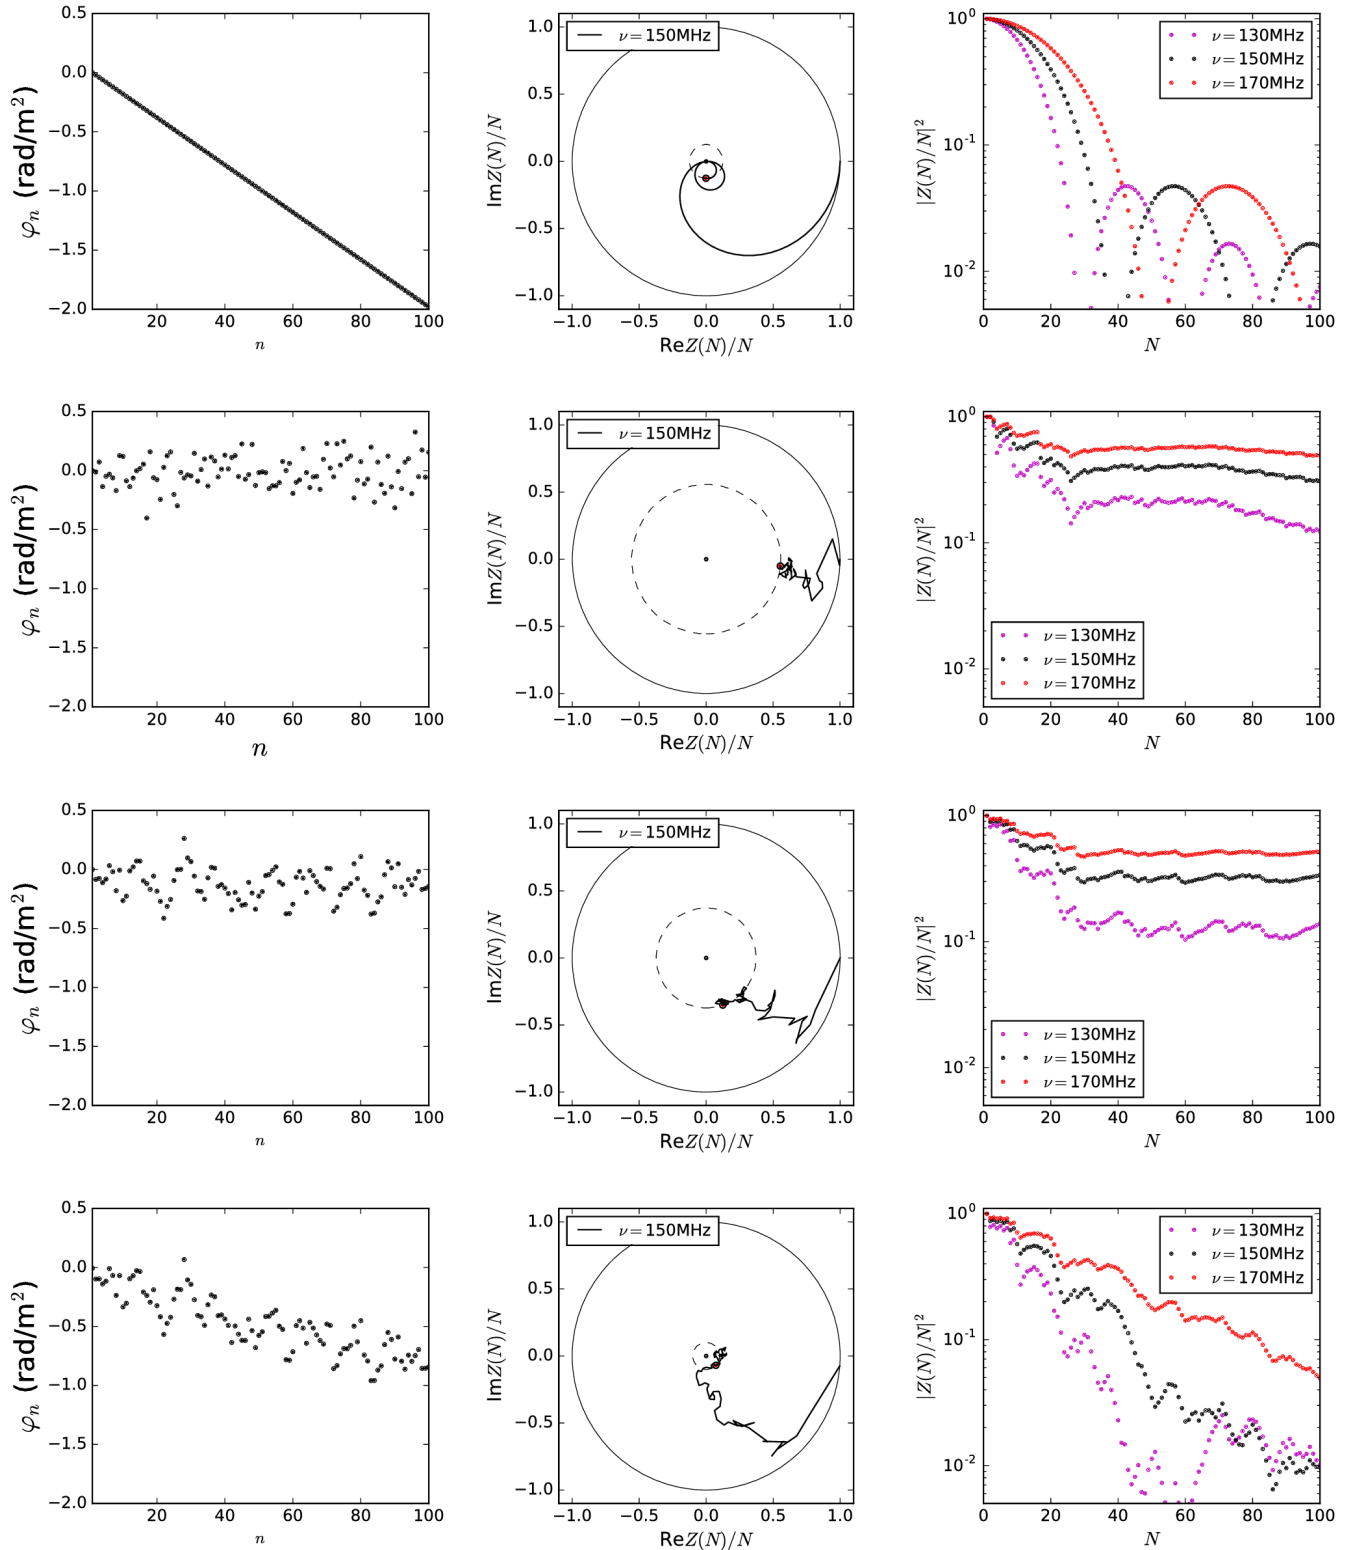 0.5
0.0
−0.5
−1.0
−1.5
−2.0
20 40 60 80 100
n
φn (rad/m²)
ν=150MHz
1.0
0.5
0.0
−0.5
−1.0
−1.0 −0.5 0.0 0.5 1.0
ReZ(N)/N
ImZ(N)/N
ν=130MHz
ν=150MHz
ν=170MHz
10⁰
10⁻¹
10⁻²
0 20 40 60 80 100
N
|Z(N)/N|²
0.5
0.0
−0.5
−1.0
−1.5
−2.0
20 40 60 80 100
n
φn (rad/m²)
ν=150MHz
1.0
0.5
0.0
−0.5
−1.0
−1.0 −0.5 0.0 0.5 1.0
ReZ(N)/N
ImZ(N)/N
10⁰
10⁻¹
10⁻²
ν=130MHz
ν=150MHz
ν=170MHz
0 20 40 60 80 100
N
|Z(N)/N|²
0.5
0.0
−0.5
−1.0
−1.5
−2.0
20 40 60 80 100
n
φn (rad/m²)
ν=150MHz
1.0
0.5
0.0
−0.5
−1.0
−1.0 −0.5 0.0 0.5 1.0
ReZ(N)/N
ImZ(N)/N
10⁰
10⁻¹
10⁻²
ν=130MHz
ν=150MHz
ν=170MHz
0 20 40 60 80 100
N
|Z(N)/N|²
0.5
0.0
−0.5
−1.0
−1.5
−2.0
20 40 60 80 100
n
φn (rad/m²)
ν=150MHz
1.0
0.5
0.0
−0.5
−1.0
−1.0 −0.5 0.0 0.5 1.0
ReZ(N)/N
ImZ(N)/N
ν=130MHz
ν=150MHz
ν=170MHz
10⁰
10⁻¹
10⁻²
0 20 40 60 80 100
N
|Z(N)/N|²